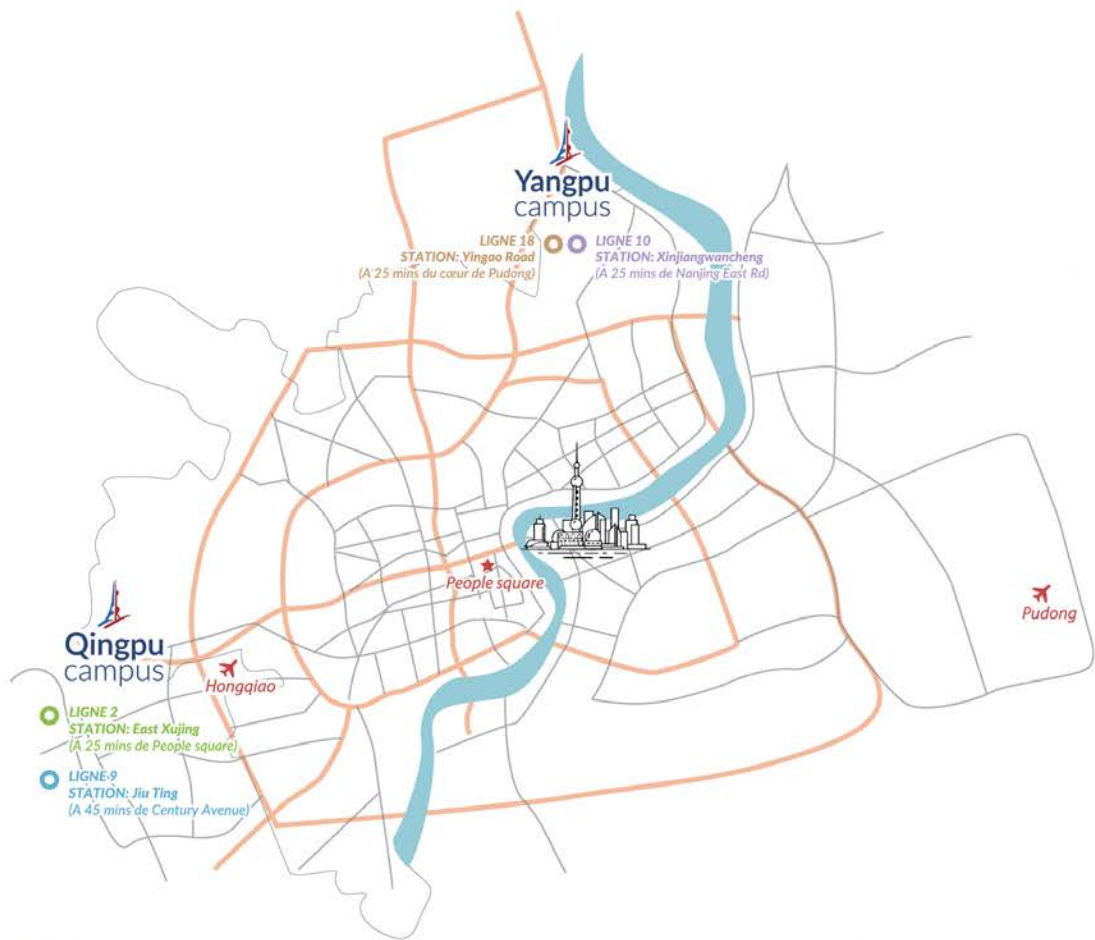 Yangpu
campus
LIGNE 18
STATION: Yingao Road
(A 25 mins du cœur de Pudong)
LIGNE 10
STATION: Xinjiangwancheng
(À 25 mins de Nanjing East Rd)
People square
Pudong
Qingpu
campus
Hongqiao
LIGNE 2
STATION: East Xujing
(A 25 mins de People square)
LIGNE 9
STATION: Jiu Ting
(A 45 mins de Century Avenue)